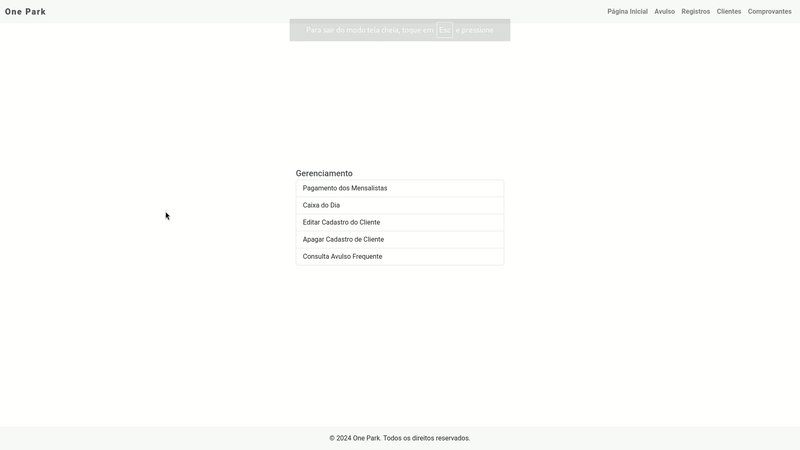 One Park
Página Inicial Avulso Registros Clientes Comprovantes
Para sair do modo tela cheia, toque em Esc e pressione.
Gerenciamento
Pagamento dos Mensalistas
Caixa do Dia
Editar Cadastro do Cliente
Apagar Cadastro de Cliente
Consulta Avulso Frequente
© 2024 One Park. Todos os direitos reservados.